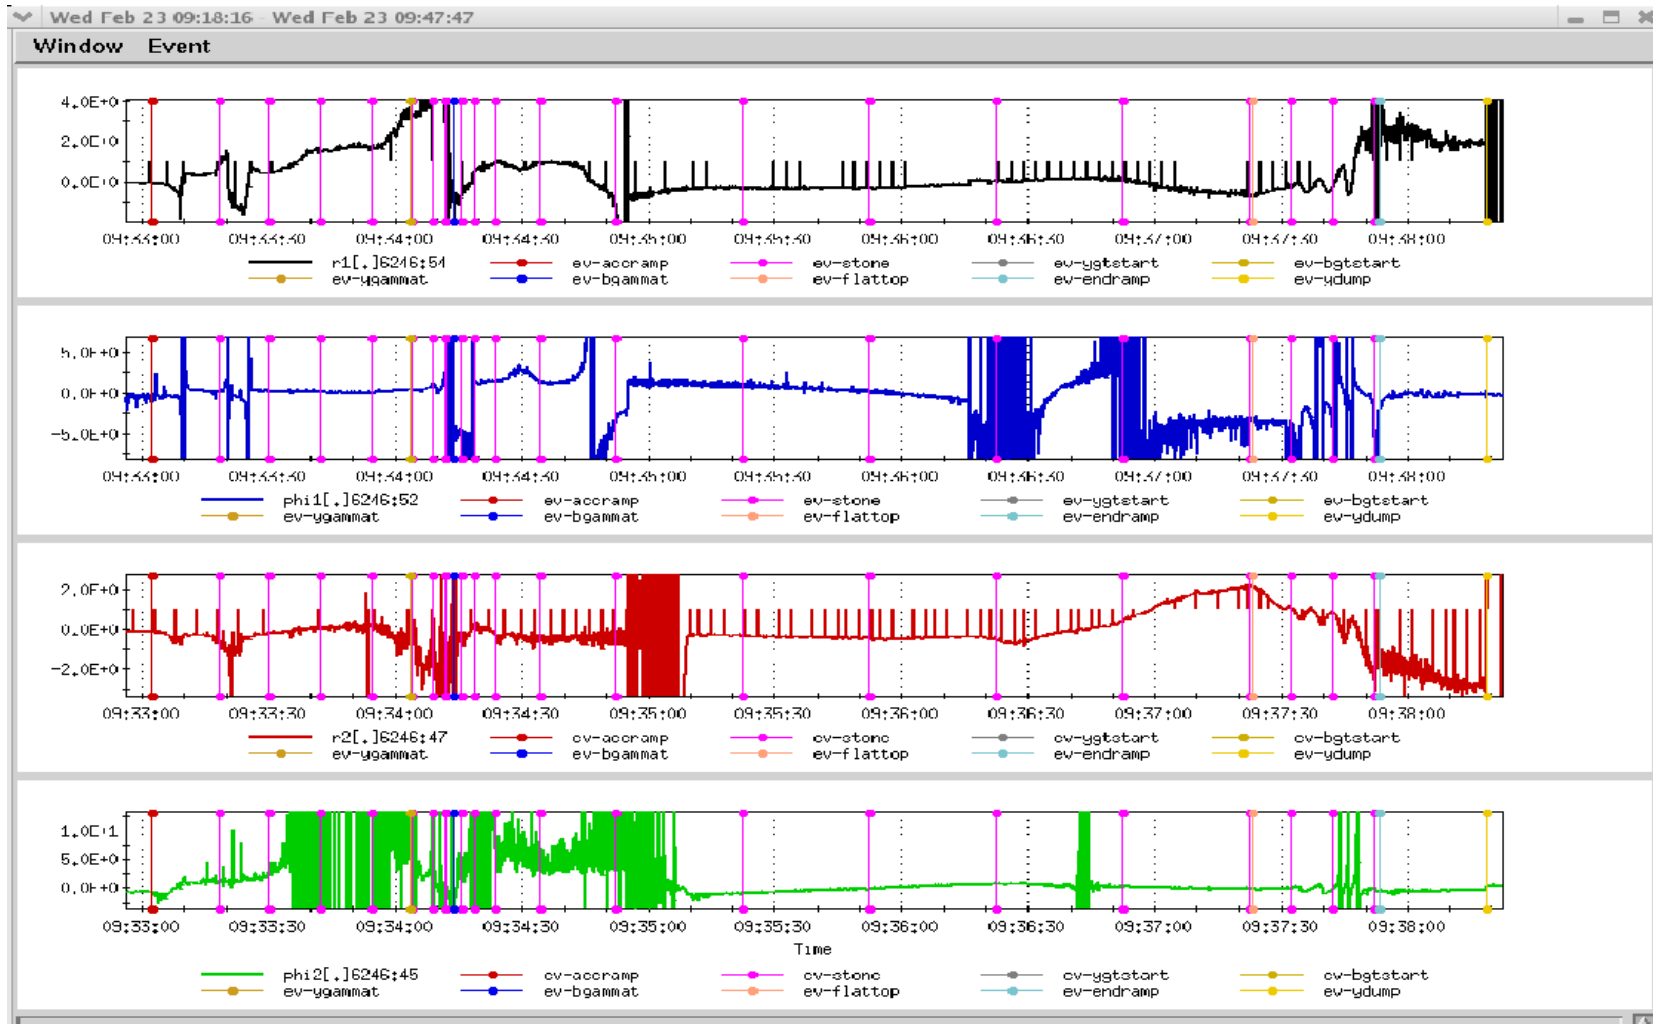 Wed Feb 23 09:18:16 - Wed Feb 23 09:47:47
Window Event
4.0E+0
2.0E+0
0.0E+0
09:33:00 09:33:30 09:34:00 09:34:30 09:35:00 09:35:30 09:36:00 09:36:30 09:37:00 09:37:30 09:38:00
r1[.]6246:54 ev-accramp ev-stone ev-ygtstart ev-bgtstart
ev-ygammat ev-bgammat ev-flattop ev-endramp ev-ydump
5.0E+0
0.0E+0
-5.0E+0
09:33:00 09:33:30 09:34:00 09:34:30 09:35:00 09:35:30 09:36:00 09:36:30 09:37:00 09:37:30 09:38:00
phi1[.]6246:52 ev-accramp ev-stone ev-ygtstart ev-bgtstart
ev-ygammat ev-bgammat ev-flattop ev-endramp ev-ydump
2.0E+0
0.0E+0
-2.0E+0
09:33:00 09:33:30 09:34:00 09:34:30 09:35:00 09:35:30 09:36:00 09:36:30 09:37:00 09:37:30 09:38:00
r2[.]6246:47 ev-accramp ev-stone ev-ygtstart ev-bgtstart
ev-ygammat ev-bgammat ev-flattop ev-endramp ev-ydump
1.0E+1
5.0E+0
0.0E+0
09:33:00 09:33:30 09:34:00 09:34:30 09:35:00 09:35:30 09:36:00 09:36:30 09:37:00 09:37:30 09:38:00
Time
phi2[.]6246:45 ev-accramp ev-stone ev-ygtstart ev-bgtstart
ev-ygammat ev-bgammat ev-flattop ev-endramp ev-ydump